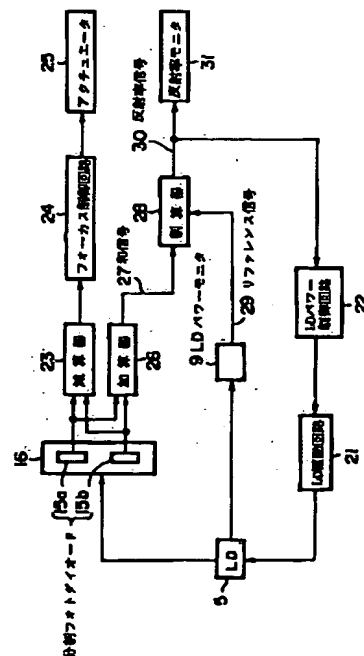 分割フォトダイオード
15a
15b
16
23
減算器
24
フォーカス制御回路
25
アクチュエータ
加算器
26
27 和信号
28
割算器
30 反射率信号
反射率モニタ
31
9 LDパワーモニタ
29 リファレンス信号
LDパワー
制御回路
22
LD駆動回路
21
LD
5